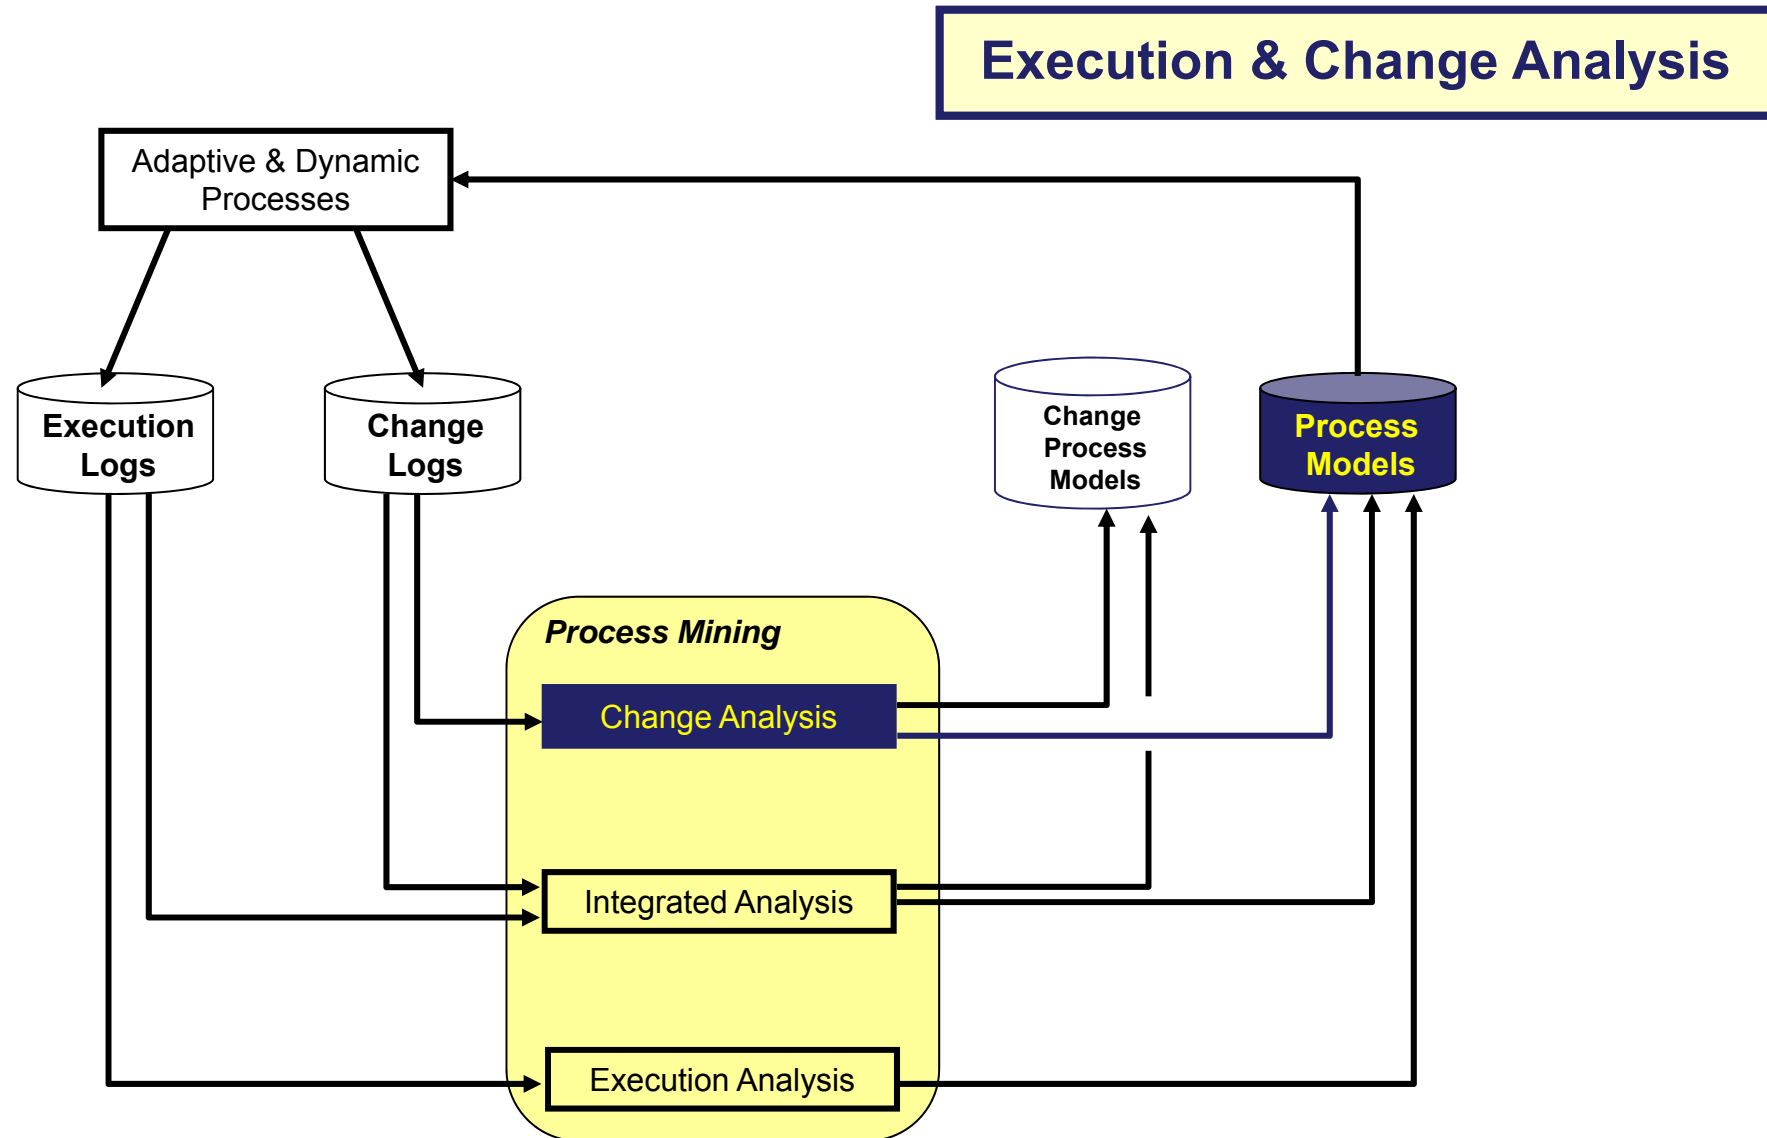 Execution & Change Analysis
Adaptive & Dynamic
Processes
Execution
Logs
Change
Logs
Change
Process
Models
Process
Models
Process Mining
Change Analysis
Integrated Analysis
Execution Analysis